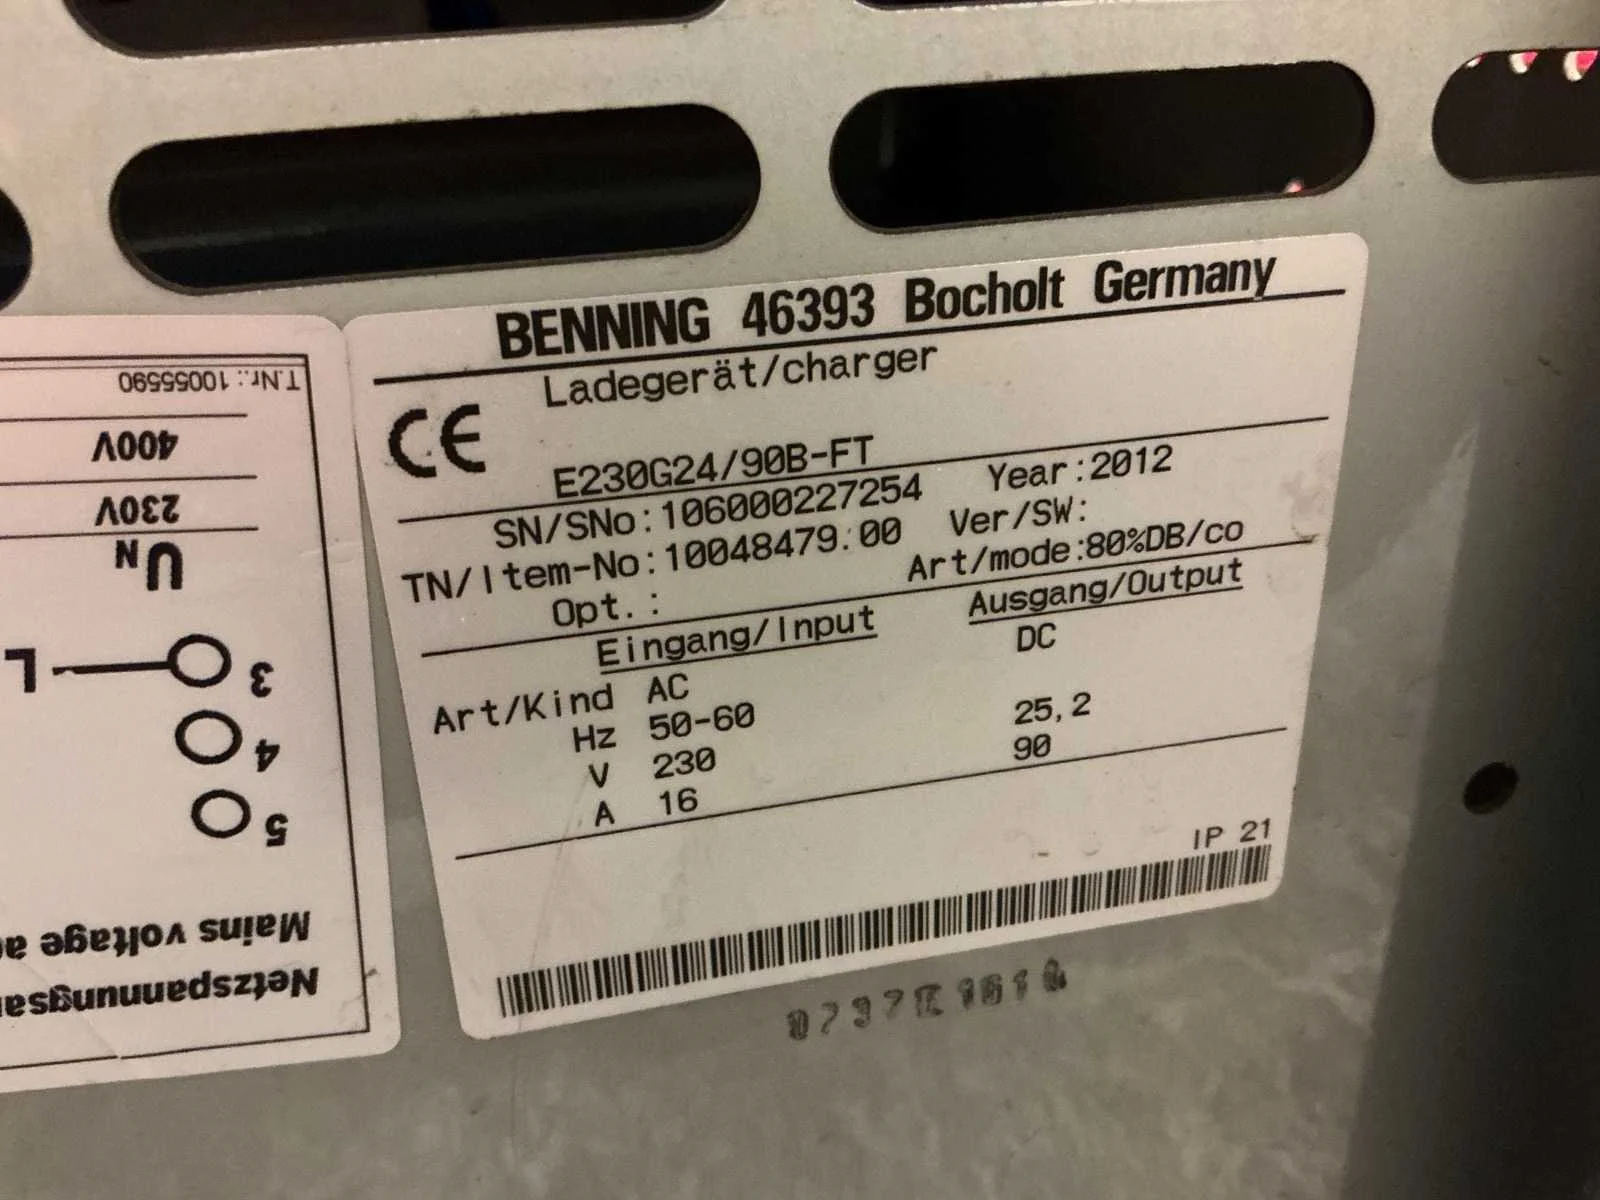 BENNING 46393 Bocholt Germany
Ladegerät/charger
CE
E230G24/90B-FT
SN/SNo:106000227254 Year:2012
TN/Item-No:10048479.00 Ver/SW:
Opt.: Art/mode:80%DB/co
Eingang/Input Ausgang/Output
Art/Kind AC DC
Hz 50-60
V 230 25,2
A 16 90
IP 21
Mains voltage
5
4
3 L
UN
230V
400V
T.Nr.: 10055590